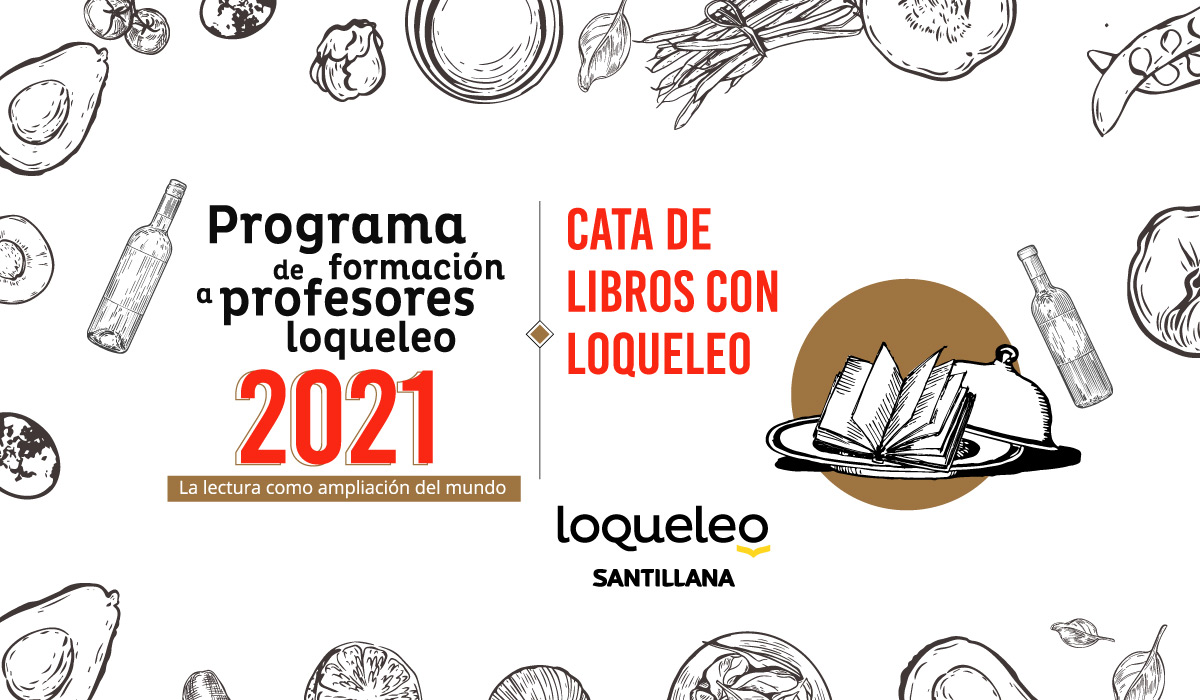 Programa
de formación
a profesores
loqueleo
2021
La lectura como ampliación del mundo
CATA DE
LIBROS CON
LOQUELEO
loqueleo
SANTILLANA